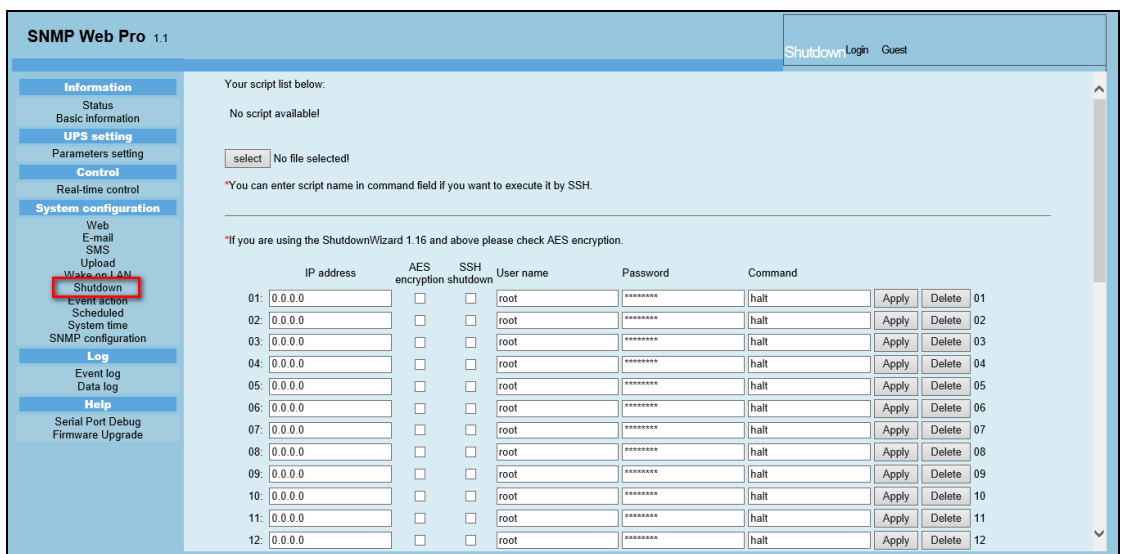 SNMP Web Pro 1.1
Shutdown Login Guest
Information
Status
Basic information
UPS setting
Parameters setting
Control
Real-time control
System configuration
Web
E-mail
SMS
Upload
Wake on LAN
Shutdown
Event action
Scheduled
System time
SNMP configuration
Log
Event log
Data log
Help
Serial Port Debug
Firmware Upgrade
Your script list below:
No script available!
select No file selected!
*You can enter script name in command field if you want to execute it by SSH.
*If you are using the ShutdownWizard 1.16 and above please check AES encryption.
IP address AES encryption SSH shutdown User name Password Command
01: 0.0.0.0 root ******** halt Apply Delete 01
02: 0.0.0.0 root ******** halt Apply Delete 02
03: 0.0.0.0 root ******** halt Apply Delete 03
04: 0.0.0.0 root ******** halt Apply Delete 04
05: 0.0.0.0 root ******** halt Apply Delete 05
06: 0.0.0.0 root ******** halt Apply Delete 06
07: 0.0.0.0 root ******** halt Apply Delete 07
08: 0.0.0.0 root ******** halt Apply Delete 08
09: 0.0.0.0 root ******** halt Apply Delete 09
10: 0.0.0.0 root ******** halt Apply Delete 10
11: 0.0.0.0 root ******** halt Apply Delete 11
12: 0.0.0.0 root ******** halt Apply Delete 12